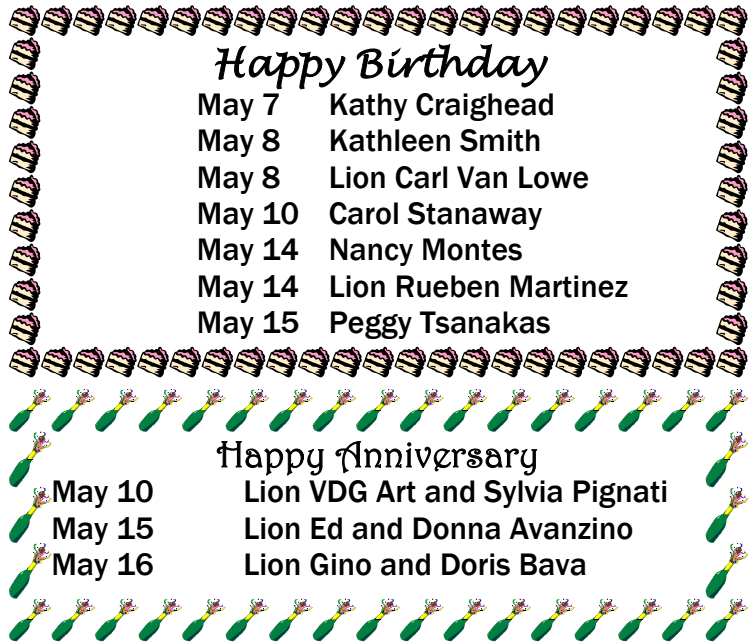 Happy Birthday
May 7 Kathy Craighead
May 8 Kathleen Smith
May 8 Lion Carl Van Lowe
May 10 Carol Stanaway
May 14 Nancy Montes
May 14 Lion Rueben Martinez
May 15 Peggy Tsanakas
Happy Anniversary
May 10 Lion VDG Art and Sylvia Pignati
May 15 Lion Ed and Donna Avanzino
May 16 Lion Gino and Doris Bava